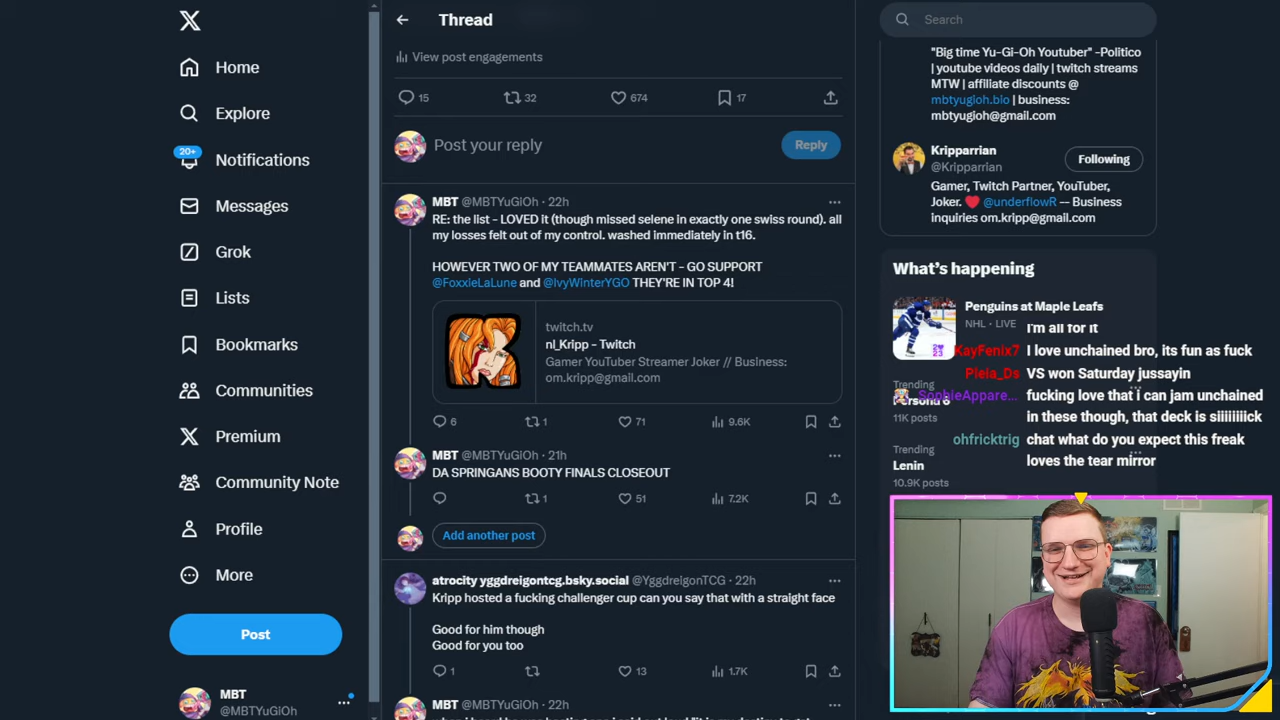 Thread
Search
Home
Explore
20+
Notifications
Messages
Grok
Lists
Bookmarks
Communities
Premium
Community Note
Profile
More
Post
MBT
@MBTYuGiOh
View post engagements
15
32
674
17
Post your reply
Reply
MBT @MBTYuGiOh · 22h
RE: the list - LOVED it (though missed selene in exactly one swiss round). all
my losses felt out of my control. washed immediately in t16.
HOWEVER TWO OF MY TEAMMATES AREN'T - GO SUPPORT
@FoxxieLaLune and @IvyWinterYGO THEY'RE IN TOP 4!
twitch.tv
nl_Kripp - Twitch
Gamer YouTuber Streamer Joker // Business:
om.kripp@gmail.com
6
1
71
9.6K
MBT @MBTYuGiOh · 21h
DA SPRINGANS BOOTY FINALS CLOSEOUT
1
51
7.2K
Add another post
atrocity yggdreigontcg.bsky.social @YggdreigonTCG · 22h
Kripp hosted a fucking challenger cup can you say that with a straight face
Good for him though
Good for you too
1
13
1.7K
MBT @MBTYuGiOh · 22h
"Big time Yu-Gi-Oh Youtuber" -Politico
| youtube videos daily | twitch streams
MTW | affiliate discounts @
mbtyugioh.bio | business:
mbtyugioh@gmail.com
Kripparrian
@Kripparrian
Following
Gamer, Twitch Partner, YouTuber,
Joker. ❤️ @underflowR -- Business
inquiries om.kripp@gmail.com
What's happening
Penguins at Maple Leafs
NHL · LIVE
I'm all for it
KayFenix7 I love unchained bro, its fun as fuck
Piela_Ds VS won Saturday jussayin
Trending
Persona 6
11K posts
SophieAppare... fucking love that i can jam unchained
in these though, that deck is siiiiiiick
ohfricktrig chat what do you expect this freak
loves the tear mirror
Trending
Lenin
10.9K posts